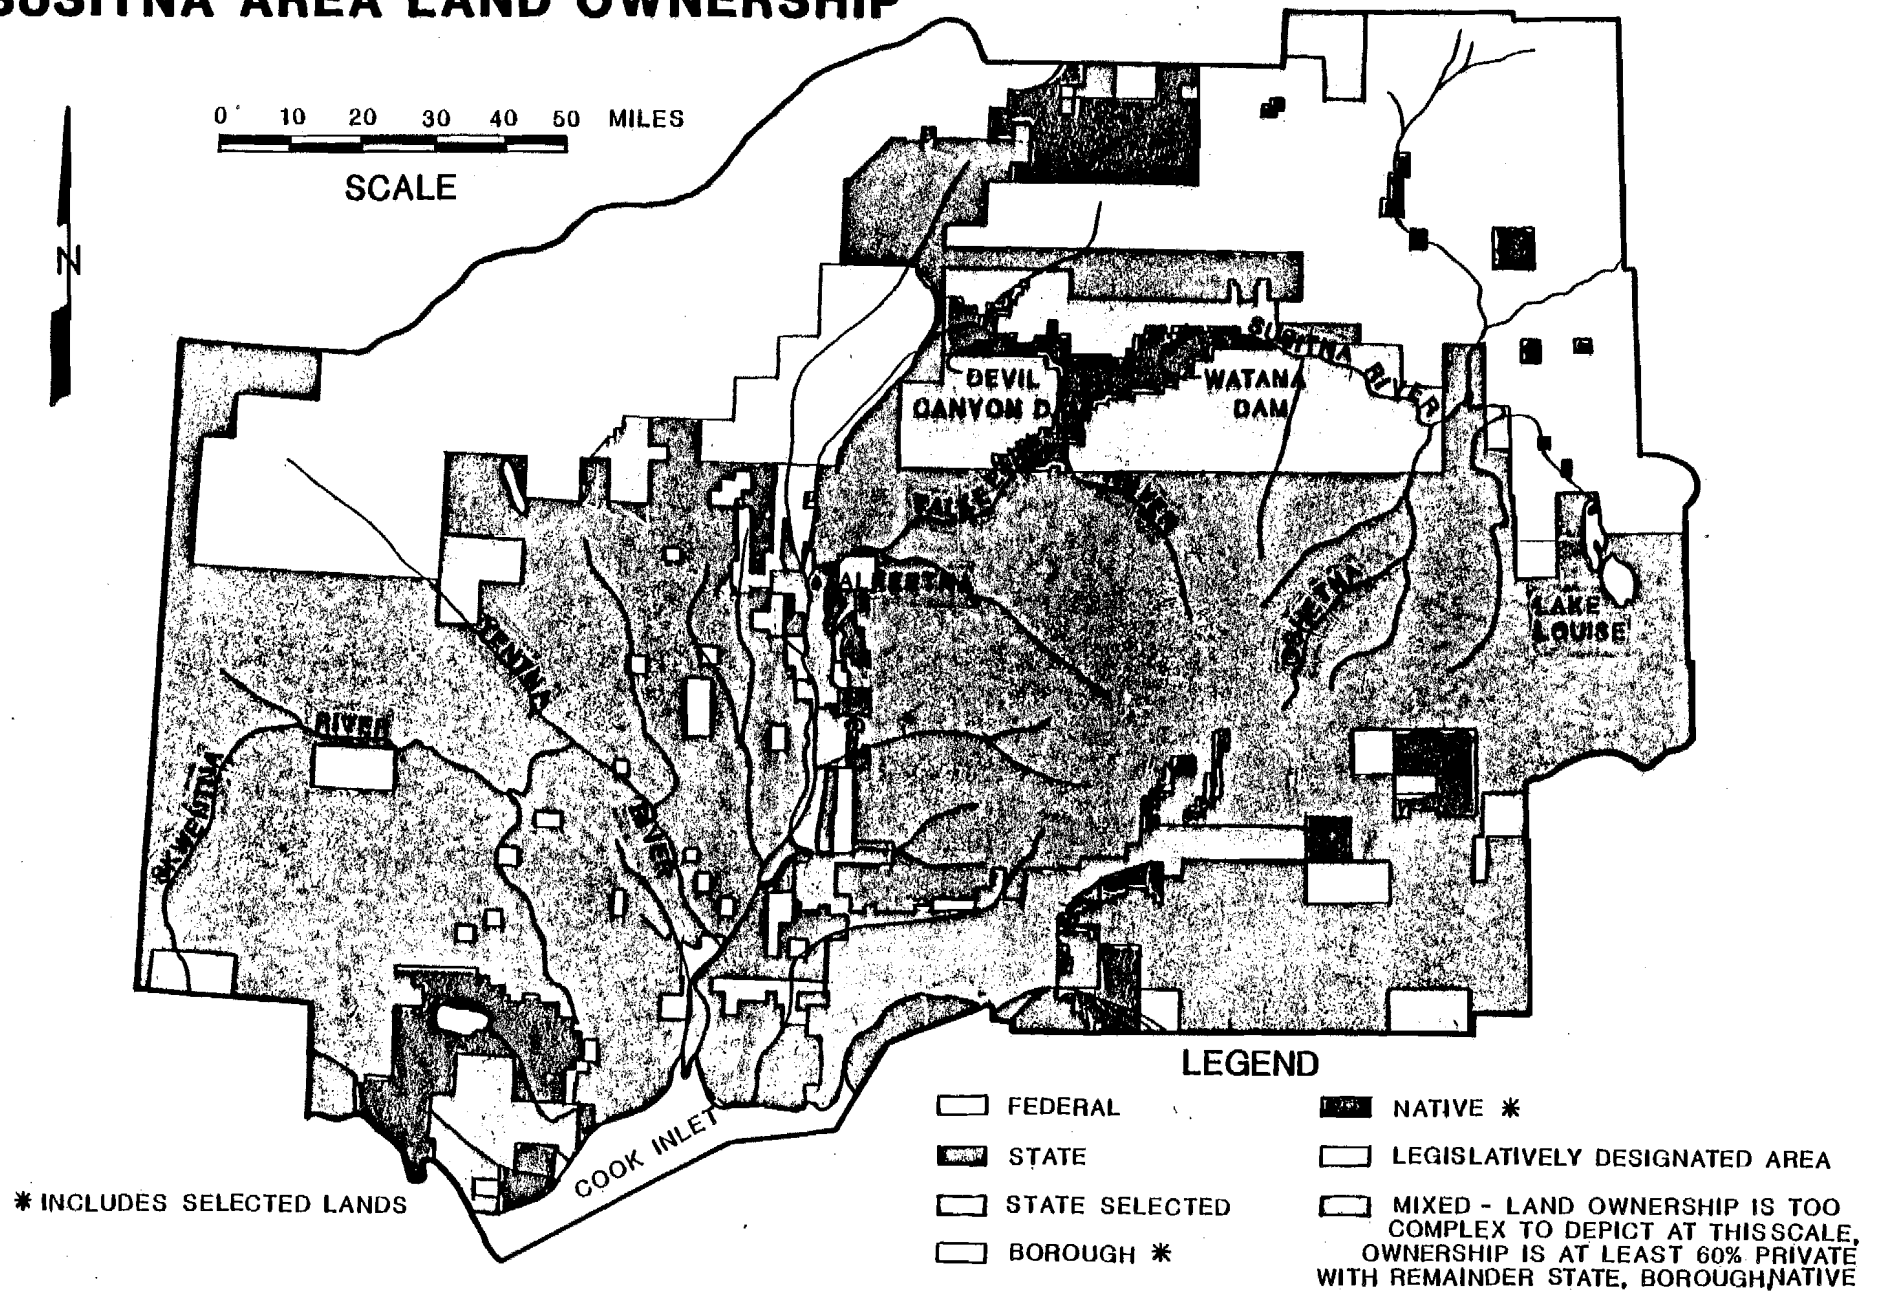 SUSITNA AREA LAND OWNERSHIP
0 10 20 30 40 50 MILES
SCALE
N
SUSITNA
RIVER
DEVIL
CANYON D.
WATANA
DAM
TALKEETNA
RIVER
OSHETNA
LAKE
LOUISE
YENTNA
RIVER
SKWENTNA
RIVER
COOK INLET
* INCLUDES SELECTED LANDS
LEGEND
FEDERAL
STATE
STATE SELECTED
BOROUGH *
NATIVE *
LEGISLATIVELY DESIGNATED AREA
MIXED - LAND OWNERSHIP IS TOO
COMPLEX TO DEPICT AT THIS SCALE,
OWNERSHIP IS AT LEAST 60% PRIVATE
WITH REMAINDER STATE, BOROUGH, NATIVE